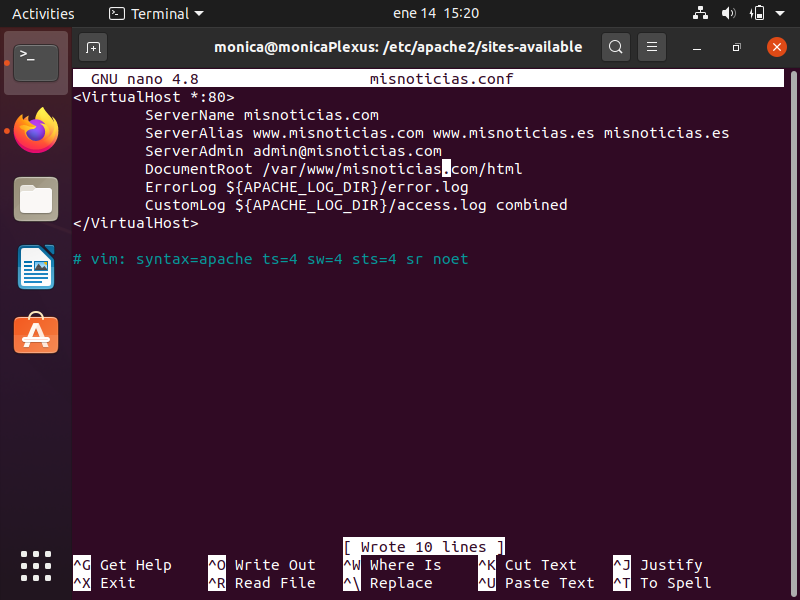 Activities Terminal ene 14 15:20
monica@monicaPlexus: /etc/apache2/sites-available
GNU nano 4.8 misnoticias.conf
<VirtualHost *:80>
ServerName misnoticias.com
ServerAlias www.misnoticias.com www.misnoticias.es misnoticias.es
ServerAdmin admin@misnoticias.com
DocumentRoot /var/www/misnoticias.com/html
ErrorLog ${APACHE_LOG_DIR}/error.log
CustomLog ${APACHE_LOG_DIR}/access.log combined
</VirtualHost>
# vim: syntax=apache ts=4 sw=4 sts=4 sr noet
[ Wrote 10 lines ]
^G Get Help ^O Write Out ^W Where Is ^K Cut Text ^J Justify
^X Exit ^R Read File ^\ Replace ^U Paste Text ^T To Spell